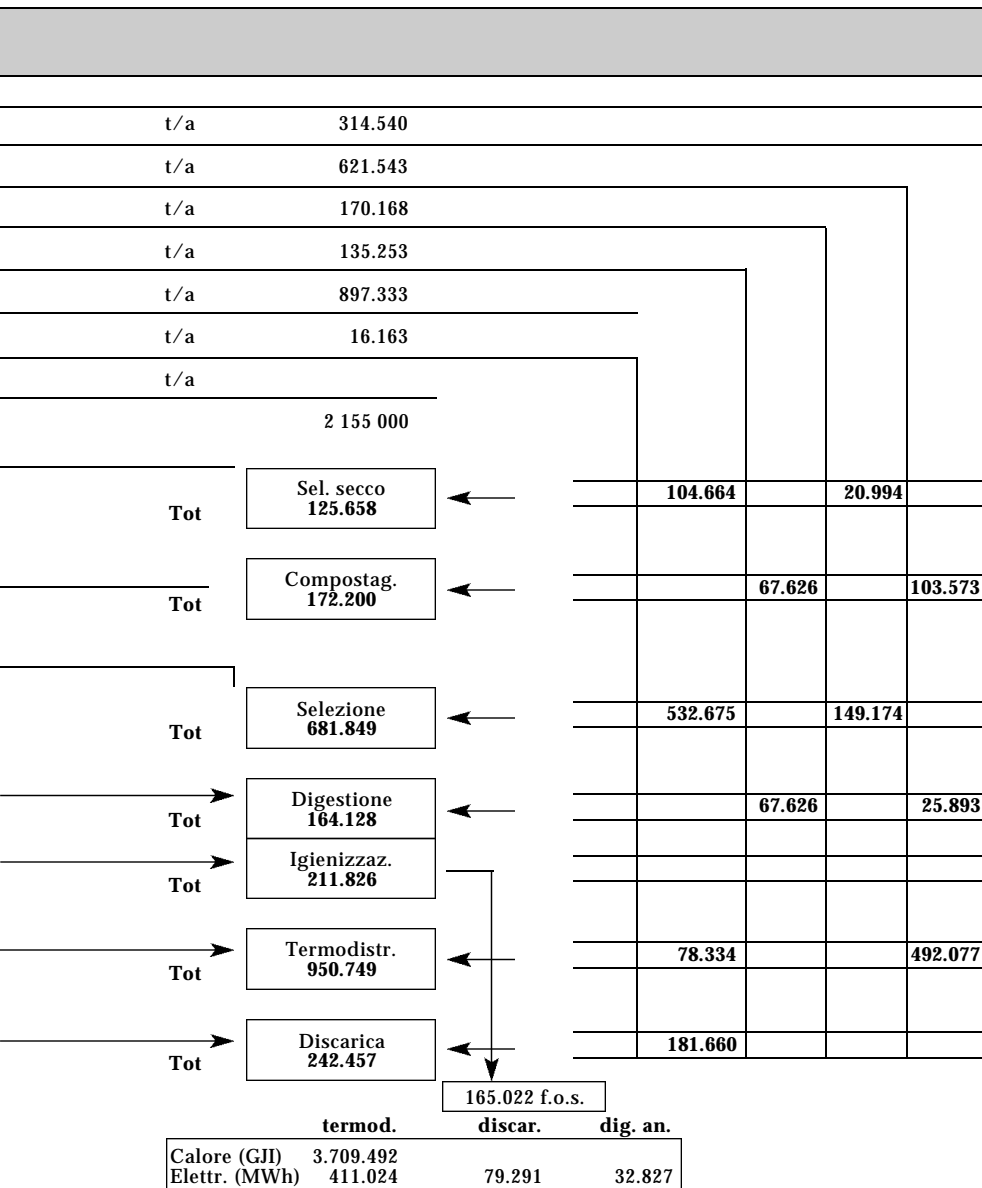 t/a 314.540
t/a 621.543
t/a 170.168
t/a 135.253
t/a 897.333
t/a 16.163
t/a
2 155 000
Sel. secco
Tot 125.658 104.664 20.994
Compostag.
Tot 172.200 67.626 103.573
Selezione
Tot 681.849 532.675 149.174
Digestione
Tot 164.128 67.626 25.893
Igienizzaz.
Tot 211.826
Termodistr.
Tot 950.749 78.334 492.077
Discarica
Tot 242.457 181.660
165.022 f.o.s.
termod. discar. dig. an.
Calore (GJI) 3.709.492
Elettr. (MWh) 411.024 79.291 32.827